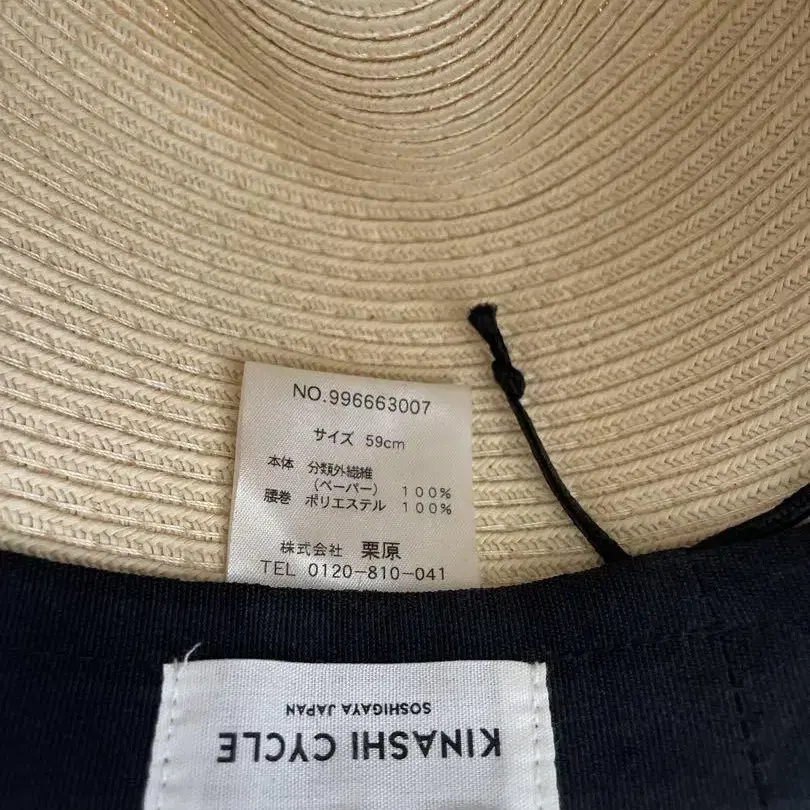 NO.996663007
サイズ 59cm
本体 分類外繊維
(ペーパー) 100%
腰巻 ポリエステル 100%
株式会社 栗原
TEL 0120-810-041
KINASHI CYCLE
SOSHIGAYA JAPAN